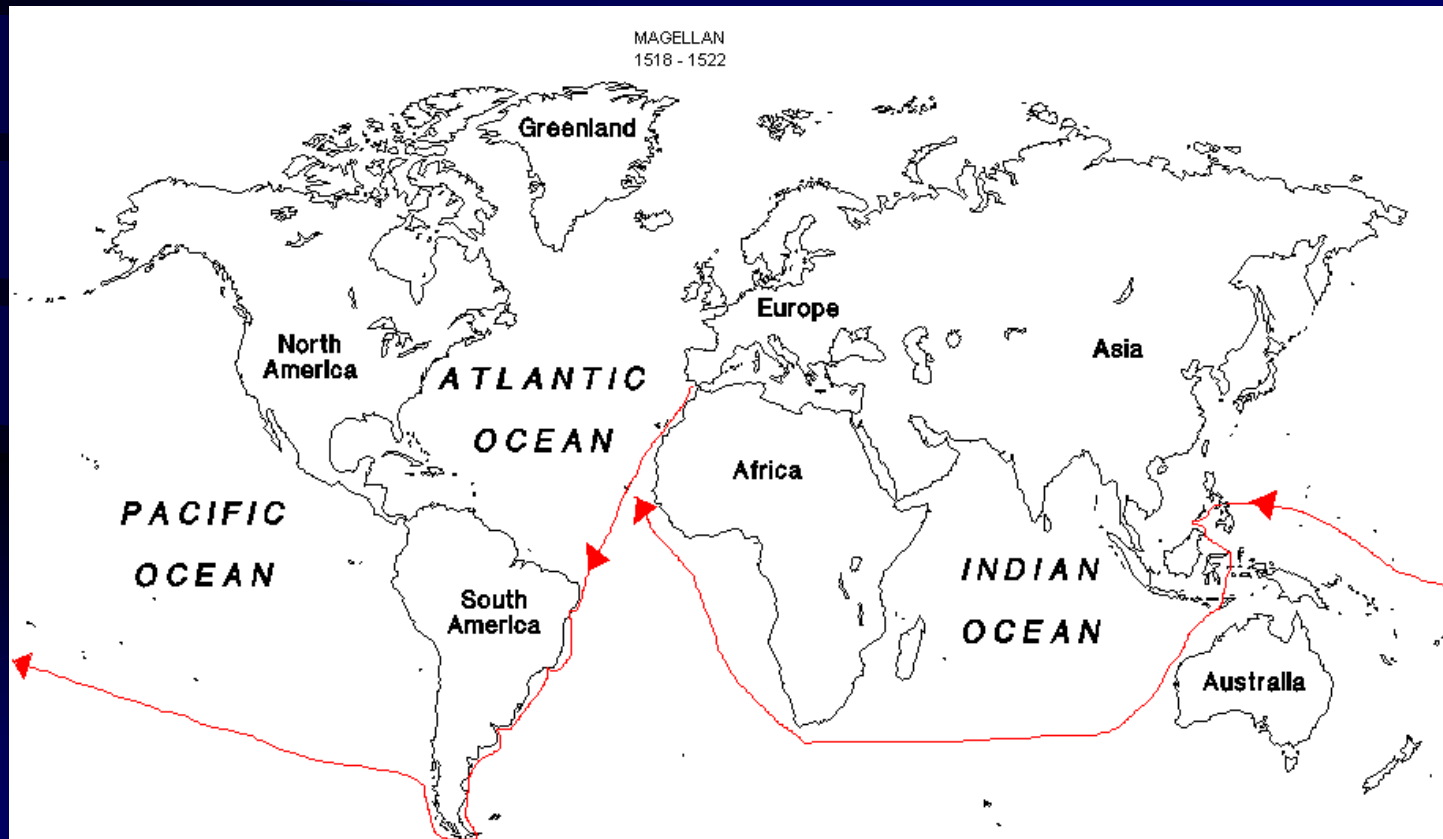 MAGELLAN
1518 - 1522
Greenland
Europe
North
America
Asia
ATLANTIC
OCEAN
Africa
PACIFIC
OCEAN
INDIAN
OCEAN
South
America
Australia